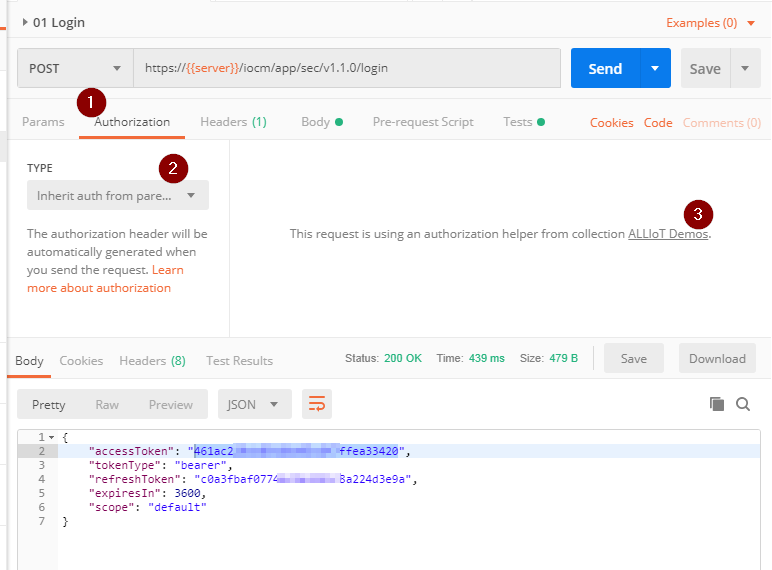 01 Login
Examples (0)
POST
https://{{server}}/iocm/app/sec/v1.1.0/login
Send
Save
1
Params
Authorization
Headers (1)
Body
Pre-request Script
Tests
Cookies
Code
Comments (0)
TYPE
2
Inherit auth from pare...
The authorization header will be
automatically generated when
you send the request. Learn
more about authorization
3
This request is using an authorization helper from collection ALLIoT Demos.
Body
Cookies
Headers (8)
Test Results
Status: 200 OK
Time: 439 ms
Size: 479 B
Save
Download
Pretty
Raw
Preview
JSON
1 {
2 "accessToken": "461ac2 ffea33420",
3 "tokenType": "bearer",
4 "refreshToken": "c0a3fbaf0774 8a224d3e9a",
5 "expiresIn": 3600,
6 "scope": "default"
7 }